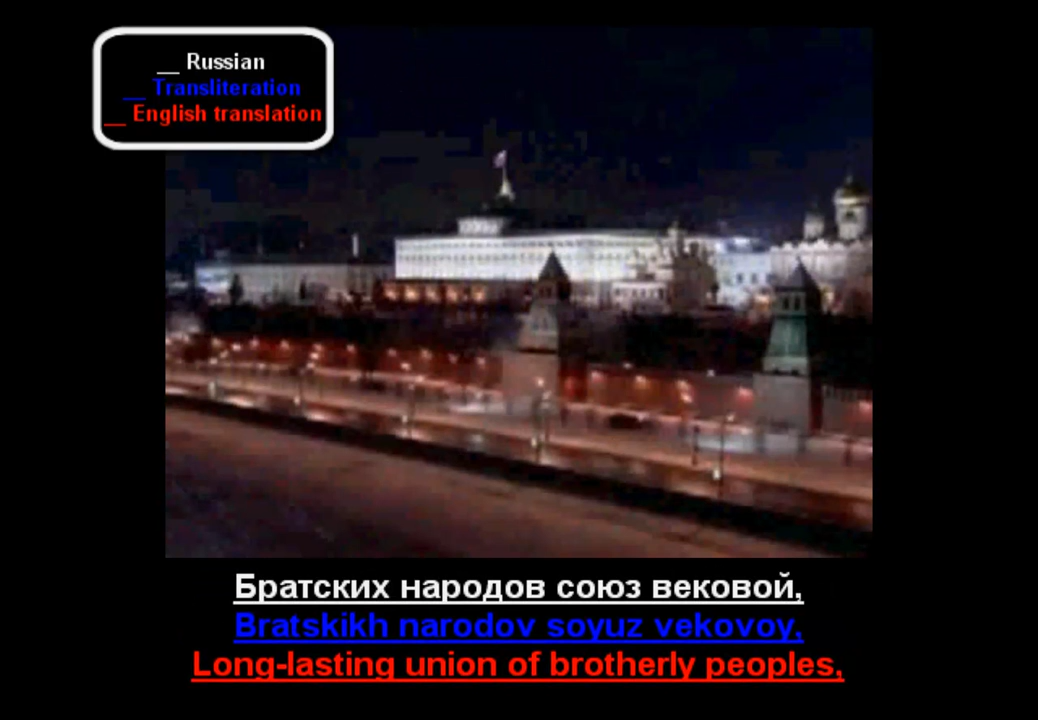 __ Russian
__ Transliteration
__ English translation
Братских народов союз вековой,
Bratskikh narodov soyuz vekovoy,
Long-lasting union of brotherly peoples,